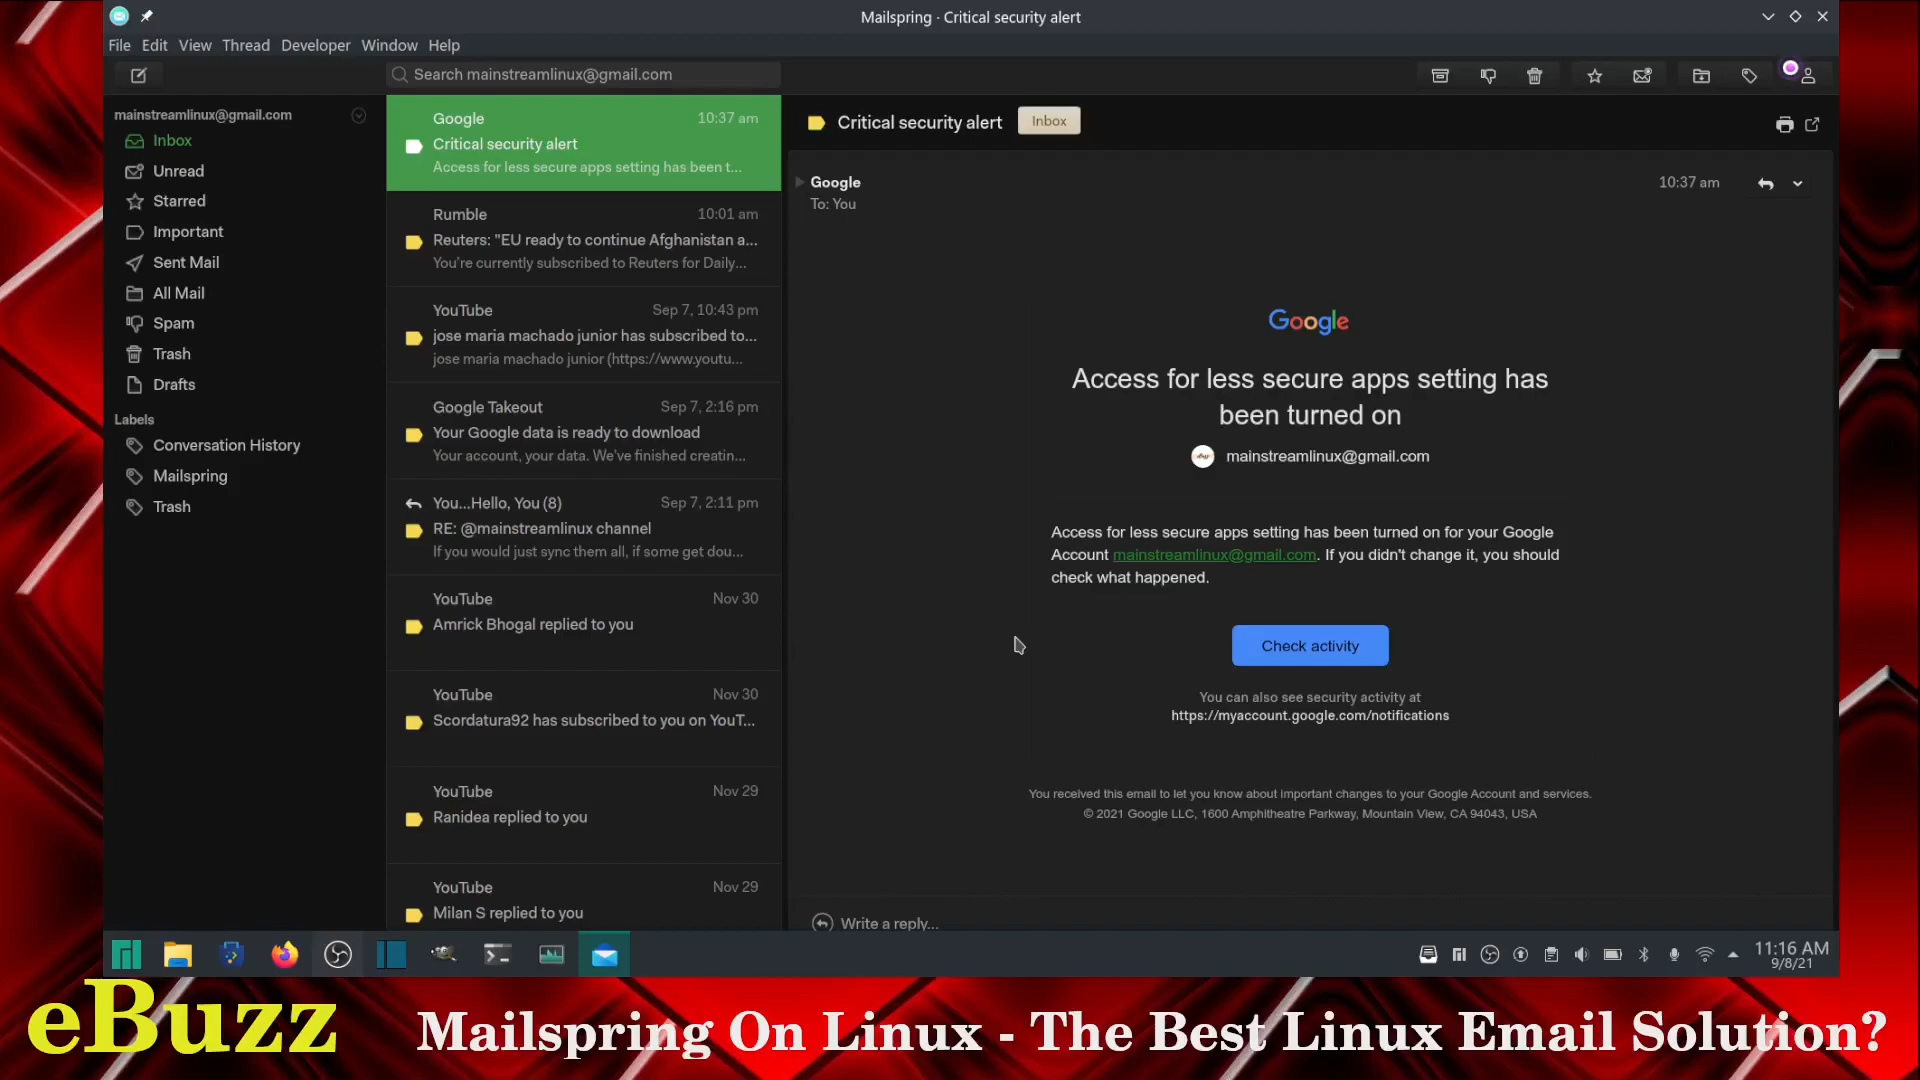 Mailspring · Critical security alert
File Edit View Thread Developer Window Help
Search mainstreamlinux@gmail.com
mainstreamlinux@gmail.com
Inbox
Unread
Starred
Important
Sent Mail
All Mail
Spam
Trash
Drafts
Labels
Conversation History
Mailspring
Trash
Google 10:37 am
Critical security alert
Access for less secure apps setting has been t...
Rumble 10:01 am
Reuters: "EU ready to continue Afghanistan a...
You're currently subscribed to Reuters for Daily...
YouTube Sep 7, 10:43 pm
jose maria machado junior has subscribed to...
jose maria machado junior (https://www.youtu...
Google Takeout Sep 7, 2:16 pm
Your Google data is ready to download
Your account, your data. We've finished creatin...
You...Hello, You (8) Sep 7, 2:11 pm
RE: @mainstreamlinux channel
If you would just sync them all, if some get dou...
YouTube Nov 30
Amrick Bhogal replied to you
YouTube Nov 30
Scordatura92 has subscribed to you on YouT...
YouTube Nov 29
Ranidea replied to you
YouTube Nov 29
Milan S replied to you
Critical security alert Inbox
Google 10:37 am
To: You
Google
Access for less secure apps setting has
been turned on
mainstreamlinux@gmail.com
Access for less secure apps setting has been turned on for your Google
Account mainstreamlinux@gmail.com. If you didn't change it, you should
check what happened.
Check activity
You can also see security activity at
https://myaccount.google.com/notifications
You received this email to let you know about important changes to your Google Account and services.
© 2021 Google LLC, 1600 Amphitheatre Parkway, Mountain View, CA 94043, USA
Write a reply...
11:16 AM
9/8/21
eBuzz
Mailspring On Linux - The Best Linux Email Solution?